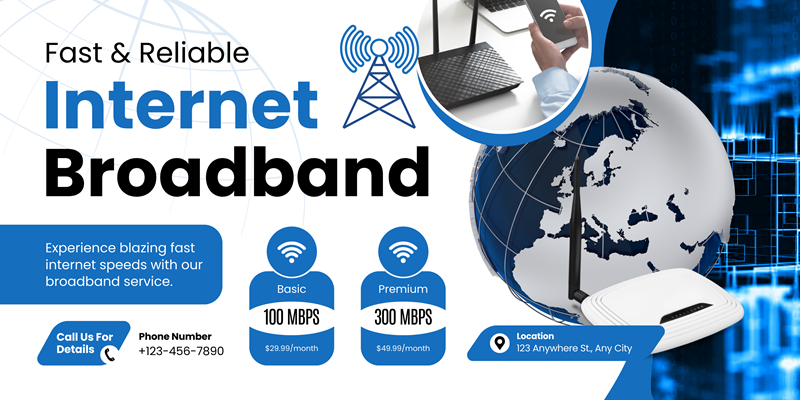 Fast & Reliable
Internet
Broadband
Experience blazing fast
internet speeds with our
broadband service.
Basic
100 MBPS
$29.99/month
Premium
300 MBPS
$49.99/month
Call Us For
Details
Phone Number
+123-456-7890
Location
123 Anywhere St., Any City